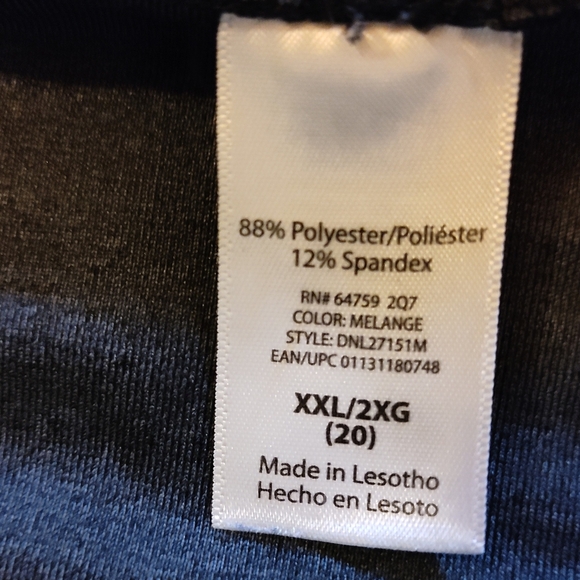 88% Polyester/Poliéster
12% Spandex
RN# 64759 2Q7
COLOR: MELANGE
STYLE: DNL27151M
EAN/UPC 01131180748
XXL/2XG
(20)
Made in Lesotho
Hecho en Lesoto